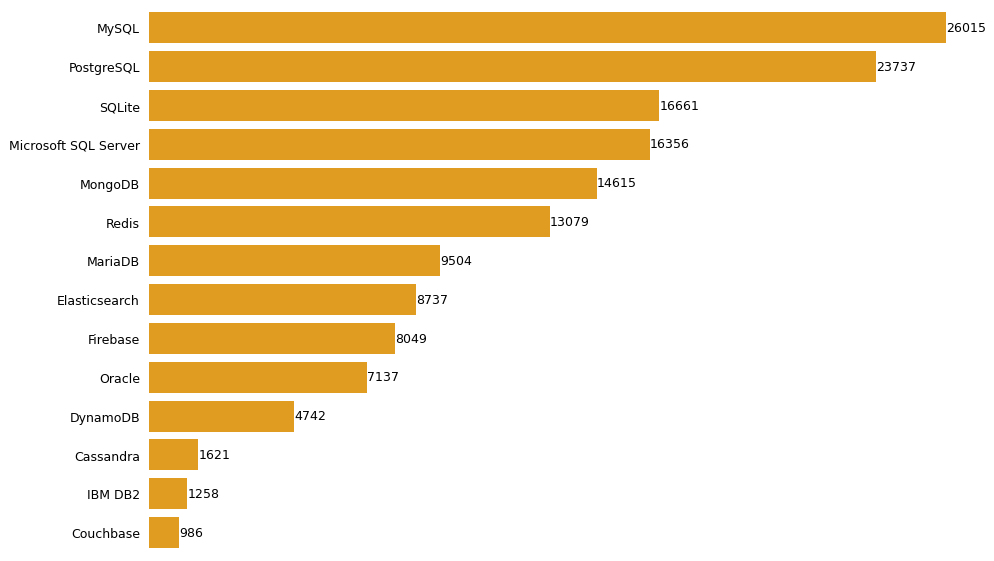 MySQL 26015
PostgreSQL 23737
SQLite 16661
Microsoft SQL Server 16356
MongoDB 14615
Redis 13079
MariaDB 9504
Elasticsearch 8737
Firebase 8049
Oracle 7137
DynamoDB 4742
Cassandra 1621
IBM DB2 1258
Couchbase 986